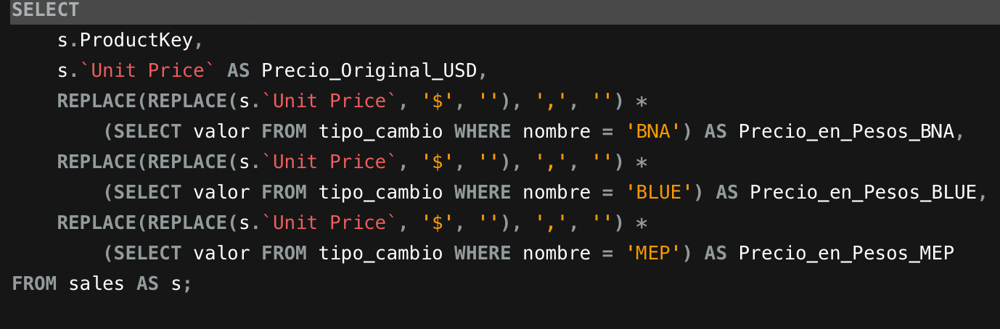 SELECT
s.ProductKey,
s.`Unit Price` AS Precio_Original_USD,
REPLACE(REPLACE(s.`Unit Price`, '$', ''), ',', '') *
(SELECT valor FROM tipo_cambio WHERE nombre = 'BNA') AS Precio_en_Pesos_BNA,
REPLACE(REPLACE(s.`Unit Price`, '$', ''), ',', '') *
(SELECT valor FROM tipo_cambio WHERE nombre = 'BLUE') AS Precio_en_Pesos_BLUE,
REPLACE(REPLACE(s.`Unit Price`, '$', ''), ',', '') *
(SELECT valor FROM tipo_cambio WHERE nombre = 'MEP') AS Precio_en_Pesos_MEP
FROM sales AS s;